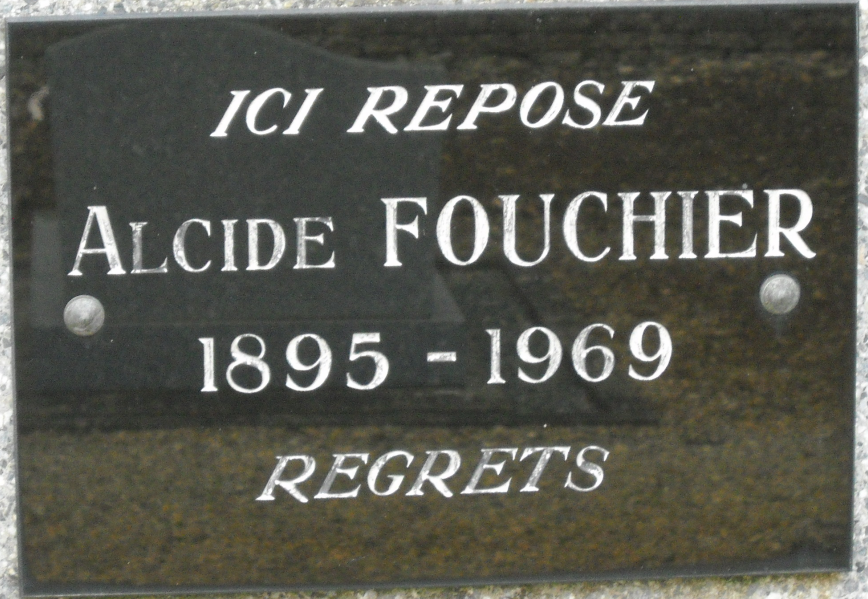 ICI REPOSE
ALCIDE FOUCHIER
1895 - 1969
REGRETS